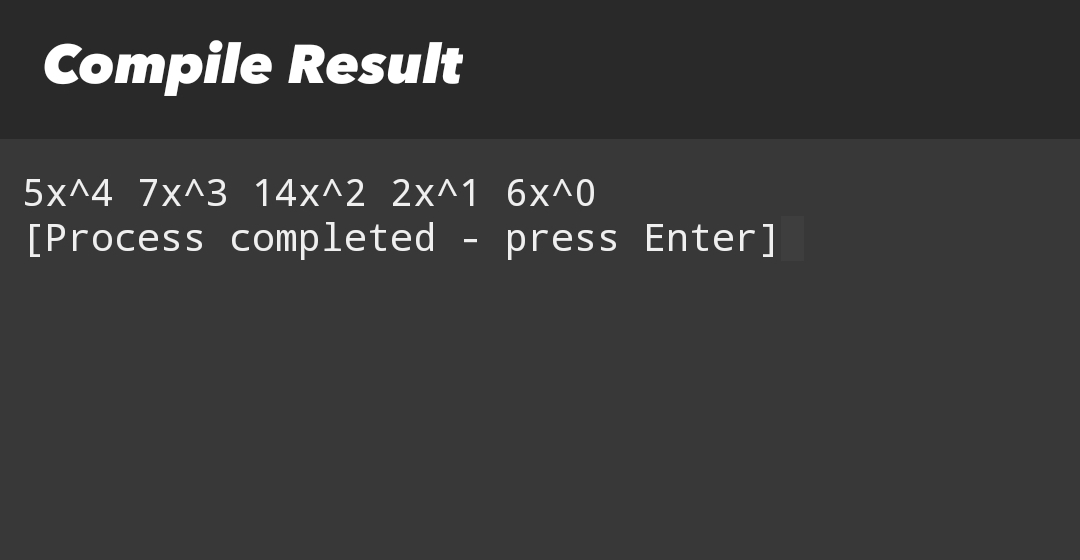 Compile Result
5x^4 7x^3 14x^2 2x^1 6x^0
[Process completed - press Enter]